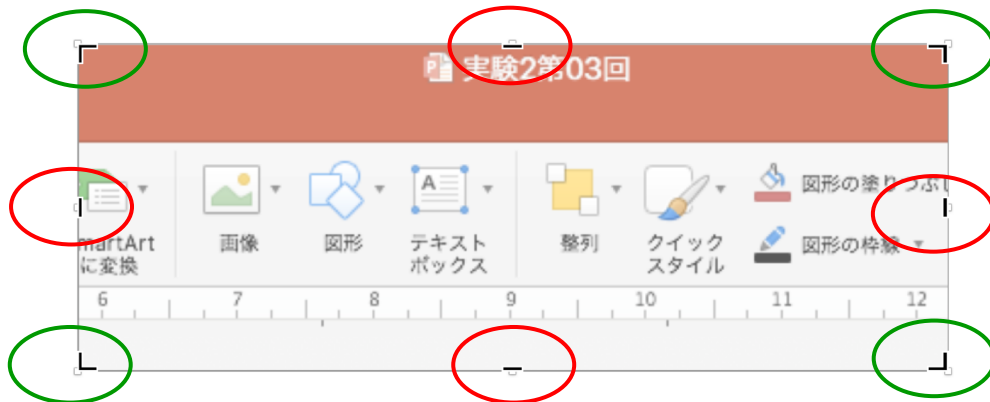 実験2第03回
martArt
に変換
画像
図形
A
テキスト
ボックス
整列
クイック
スタイル
図形の塗りつぶし
図形の枠線
6 7 8 9 10 11 12